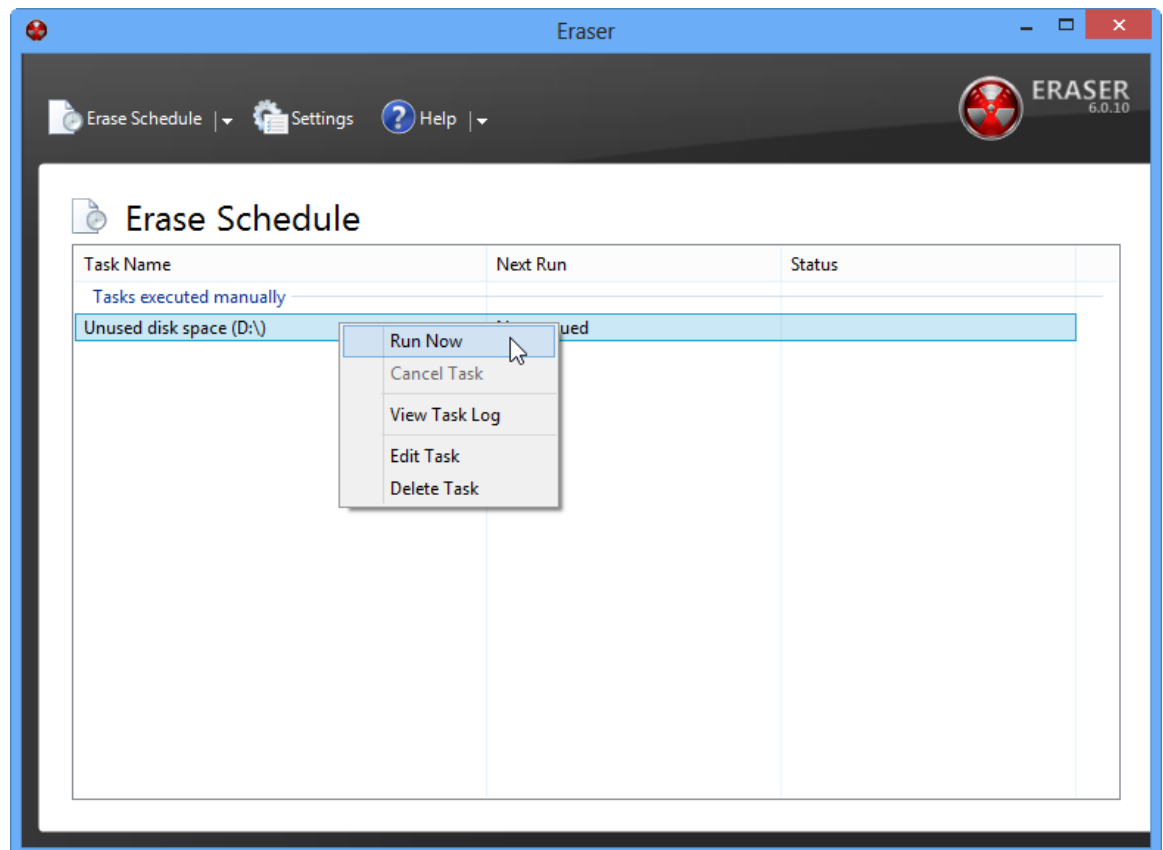 Eraser
Erase Schedule
Settings
Help
ERASER
6.0.10
Erase Schedule
Task Name Next Run Status
Tasks executed manually
Unused disk space (D:\)
Run Now
Cancel Task
View Task Log
Edit Task
Delete Task